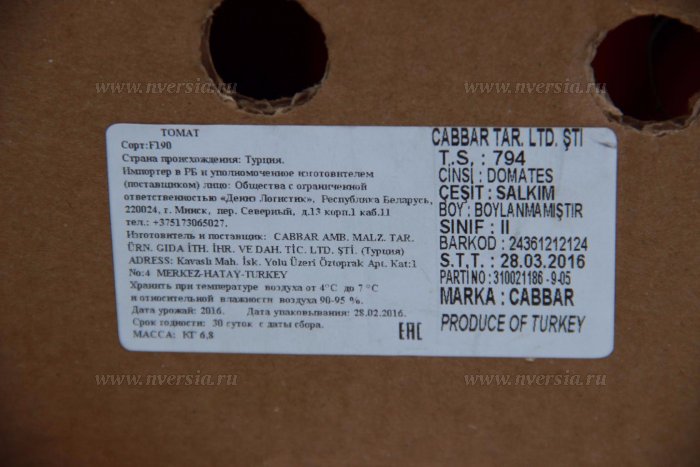 www.nversia.ru
www.nversia.ru
ТОМАТ
Сорт:F190
Страна происхождения: Турция.
Импортер в РБ и уполномоченное изготовителем
(поставщиком) лицо: Общества с ограниченной
ответственностью «Дениз Логистик». Республика Беларусь,
220024, г. Минск, пер. Северный, д.13 корп.1 каб.11
тел.: +375173065027.
Изготовитель и поставщик: CABBAR AMB. MALZ. TAR.
ÜRN. GIDA İTH. İHR. VE DAH. TİC. LTD. ŞTİ. (Турция)
ADRESS: Kavaslı Mah. İsk. Yolu Üzeri Öztoprak Apt. Kat:1
No:4 MERKEZ-HATAY-TURKEY
Хранить при температуре воздуха от 4°С до 7 °С
и относительной влажности воздуха 90-95 %.
Дата урожай: 2016. Дата упаковывания: 28.02.2016.
Срок годности: 30 суток с даты сбора.
МАССА: КГ 6,8
EAC
CABBAR TAR. LTD. ŞTİ
T.S. : 794
CİNSİ : DOMATES
ÇEŞİT : SALKIM
BOY : BOYLANMAMIŞTIR
SINIF : II
BARKOD : 24361212124
S.T.T. : 28.03.2016
PARTİ NO : 310021186 - 9-05
MARKA : CABBAR
PRODUCE OF TURKEY
www.nversia.ru
www.nversia.ru